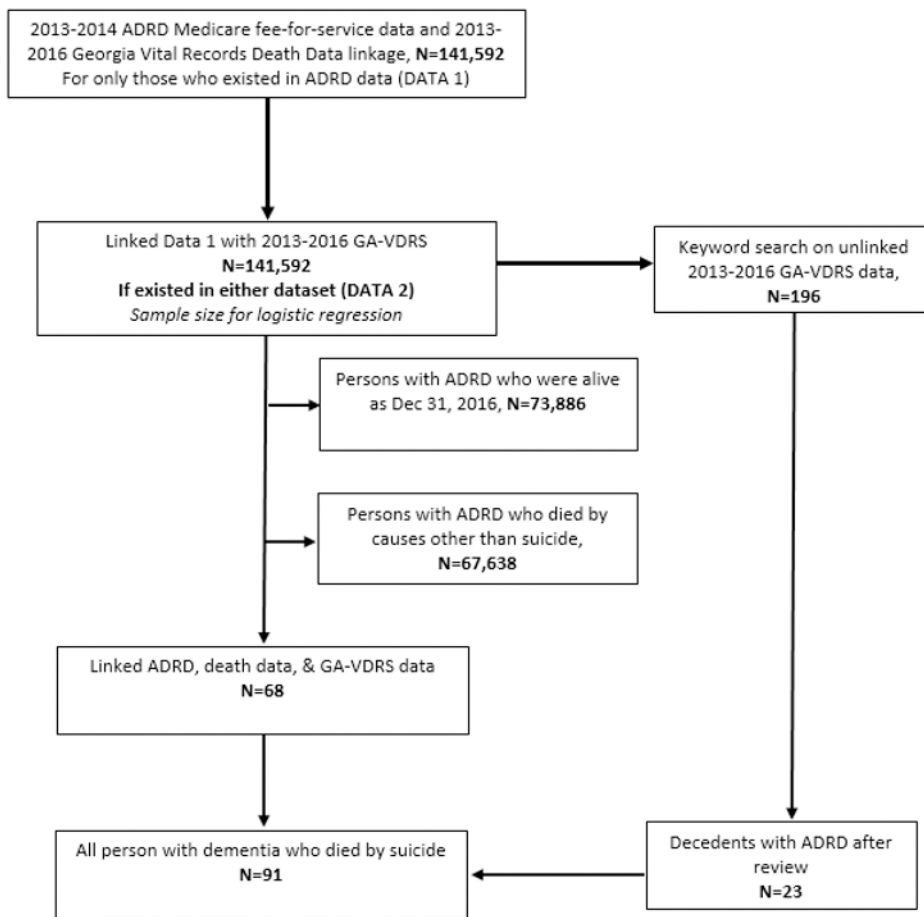 2013-2014 ADRD Medicare fee-for-service data and 2013-
2016 Georgia Vital Records Death Data linkage, N=141,592
For only those who existed in ADRD data (DATA 1)
Linked Data 1 with 2013-2016 GA-VDRS
N=141,592
If existed in either dataset (DATA 2)
Sample size for logistic regression
Keyword search on unlinked
2013-2016 GA-VDRS data,
N=196
Persons with ADRD who were alive
as Dec 31, 2016, N=73,886
Persons with ADRD who died by
causes other than suicide,
N=67,638
Linked ADRD, death data, & GA-VDRS data
N=68
All person with dementia who died by suicide
N=91
Decedents with ADRD after
review
N=23